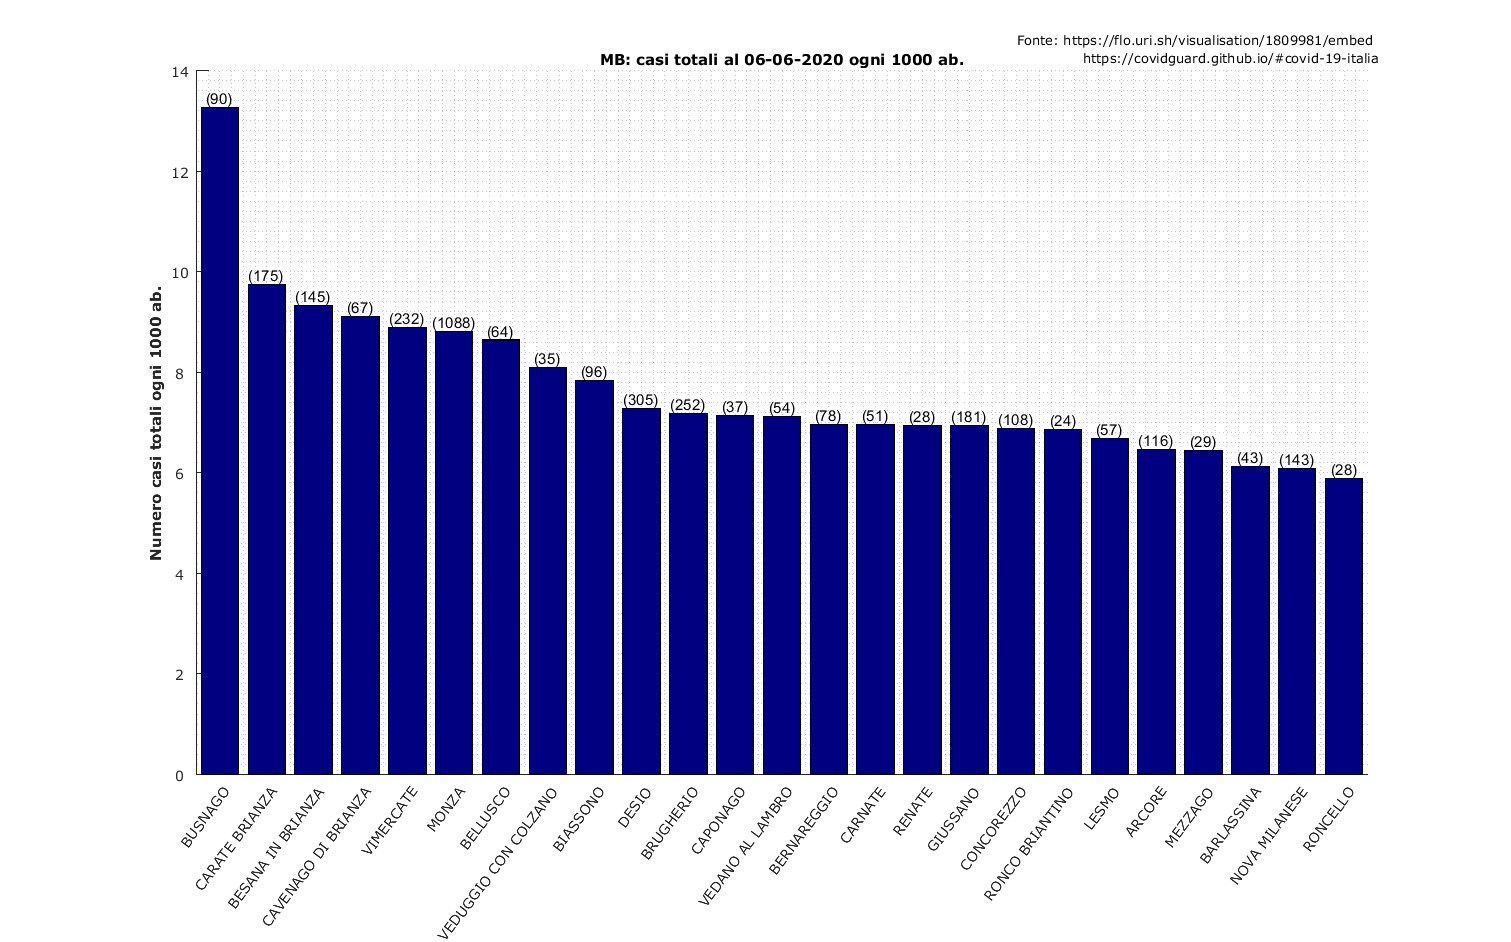 Fonte: https://flo.uri.sh/visualisation/1809981/embed
https://covidguard.github.io/#covid-19-italia
MB: casi totali al 06-06-2020 ogni 1000 ab.
Numero casi totali ogni 1000 ab.
14
12
10
8
6
4
2
0
(90)
(175)
(145)
(67)
(232)
(1088)
(64)
(35)
(96)
(305)
(252)
(37)
(54)
(78)
(51)
(28)
(181)
(108)
(24)
(57)
(116)
(29)
(43)
(143)
(28)
BUSNAGO
CARATE BRIANZA
BESANA IN BRIANZA
CAVENAGO DI BRIANZA
VIMERCATE
MONZA
BELLUSCO
VEDUGGIO CON COLZANO
BIASSONO
DESIO
BRUGHERIO
CAPONAGO
VEDANO AL LAMBRO
BERNAREGGIO
CARNATE
RENATE
GIUSSANO
CONCOREZZO
RONCO BRIANTINO
LESMO
ARCORE
MEZZAGO
BARLASSINA
NOVA MILANESE
RONCELLO